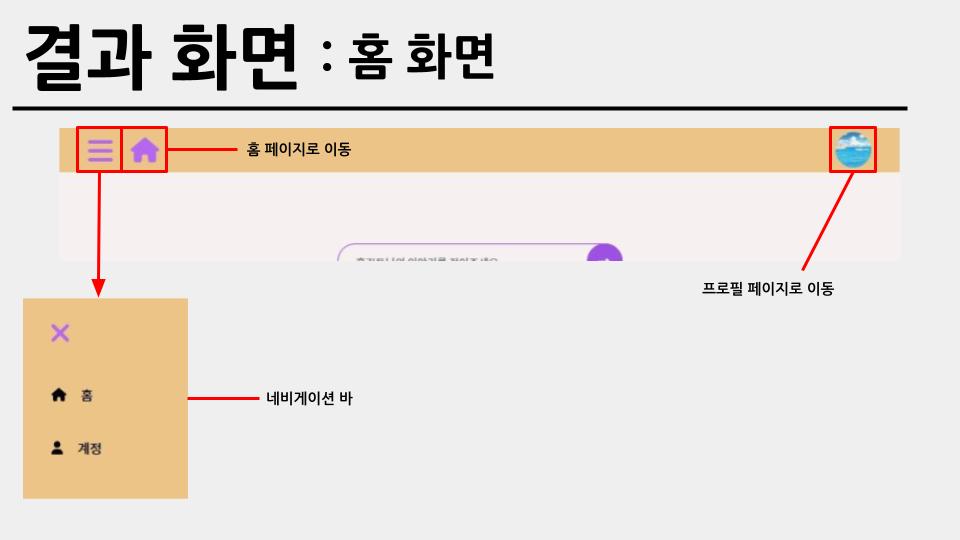 결과 화면 : 홈 화면
홈 페이지로 이동
프로필 페이지로 이동
홈
네비게이션 바
계정